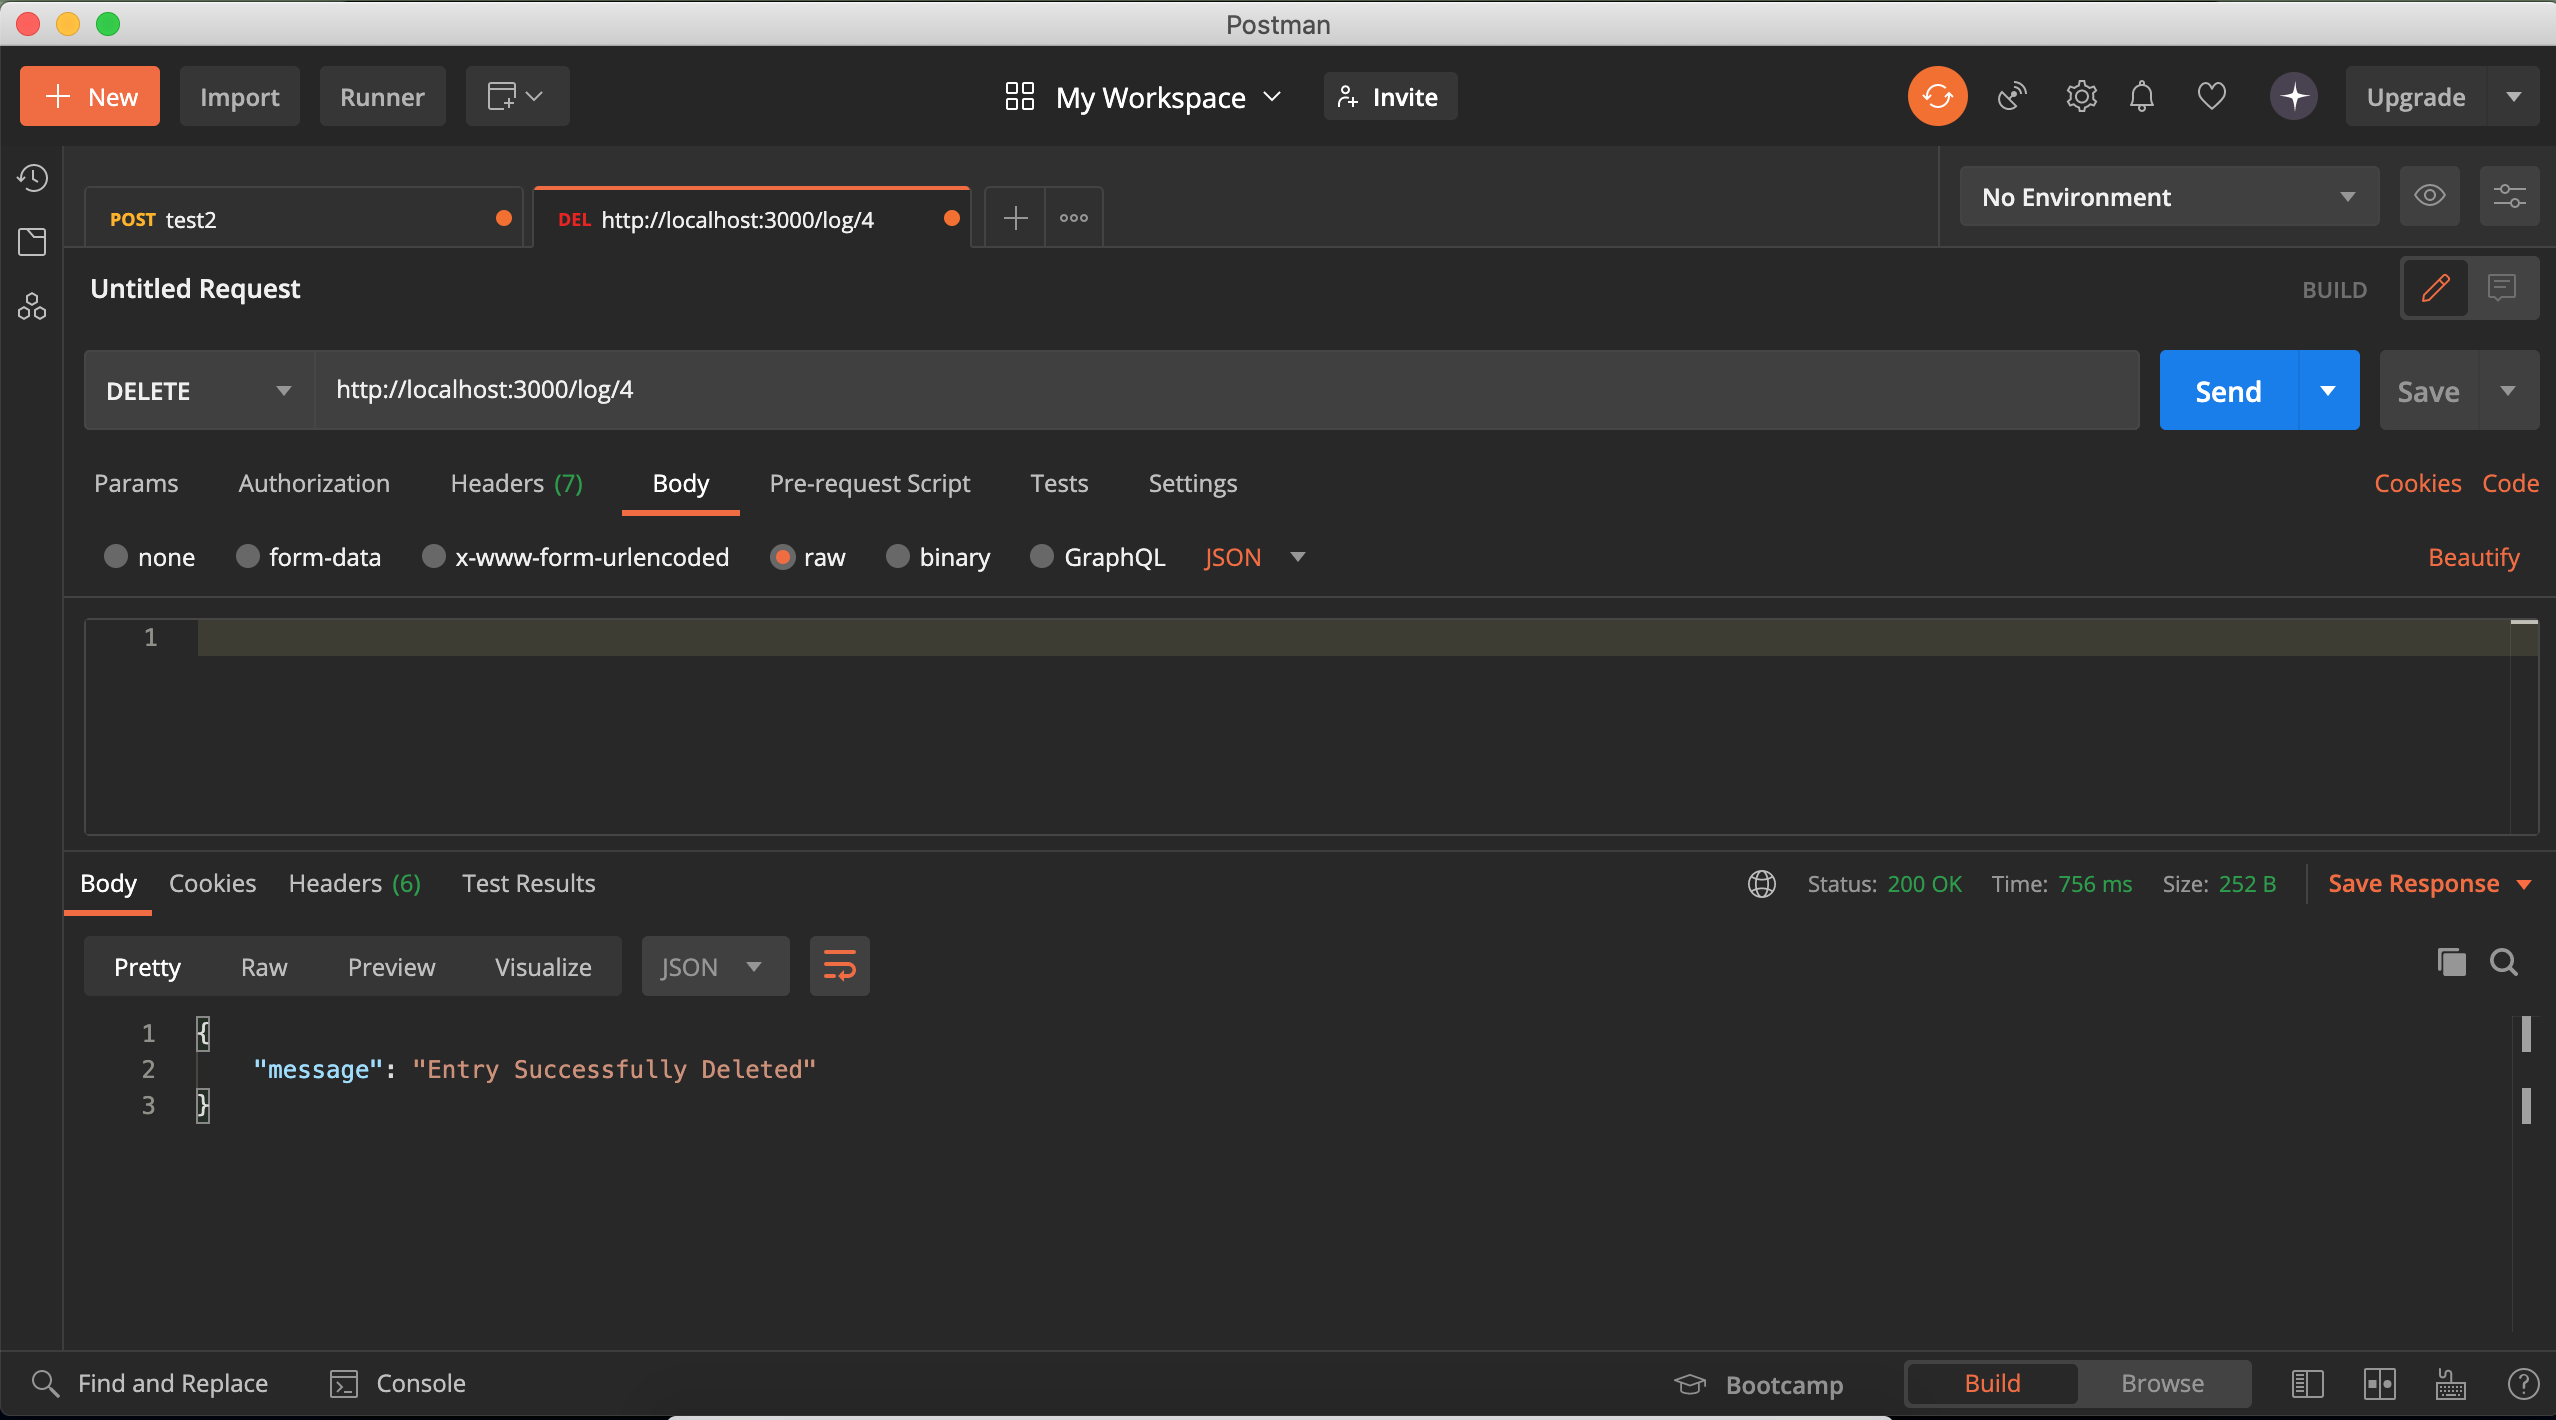 Postman
New Import Runner My Workspace Invite Upgrade
POST test2 DEL http://localhost:3000/log/4 No Environment
Untitled Request BUILD
DELETE http://localhost:3000/log/4 Send Save
Params Authorization Headers (7) Body Pre-request Script Tests Settings Cookies Code
none form-data x-www-form-urlencoded raw binary GraphQL JSON Beautify
1
Body Cookies Headers (6) Test Results Status: 200 OK Time: 756 ms Size: 252 B Save Response
Pretty Raw Preview Visualize JSON
1 {
2 "message": "Entry Successfully Deleted"
3 }
Find and Replace Console Bootcamp Build Browse